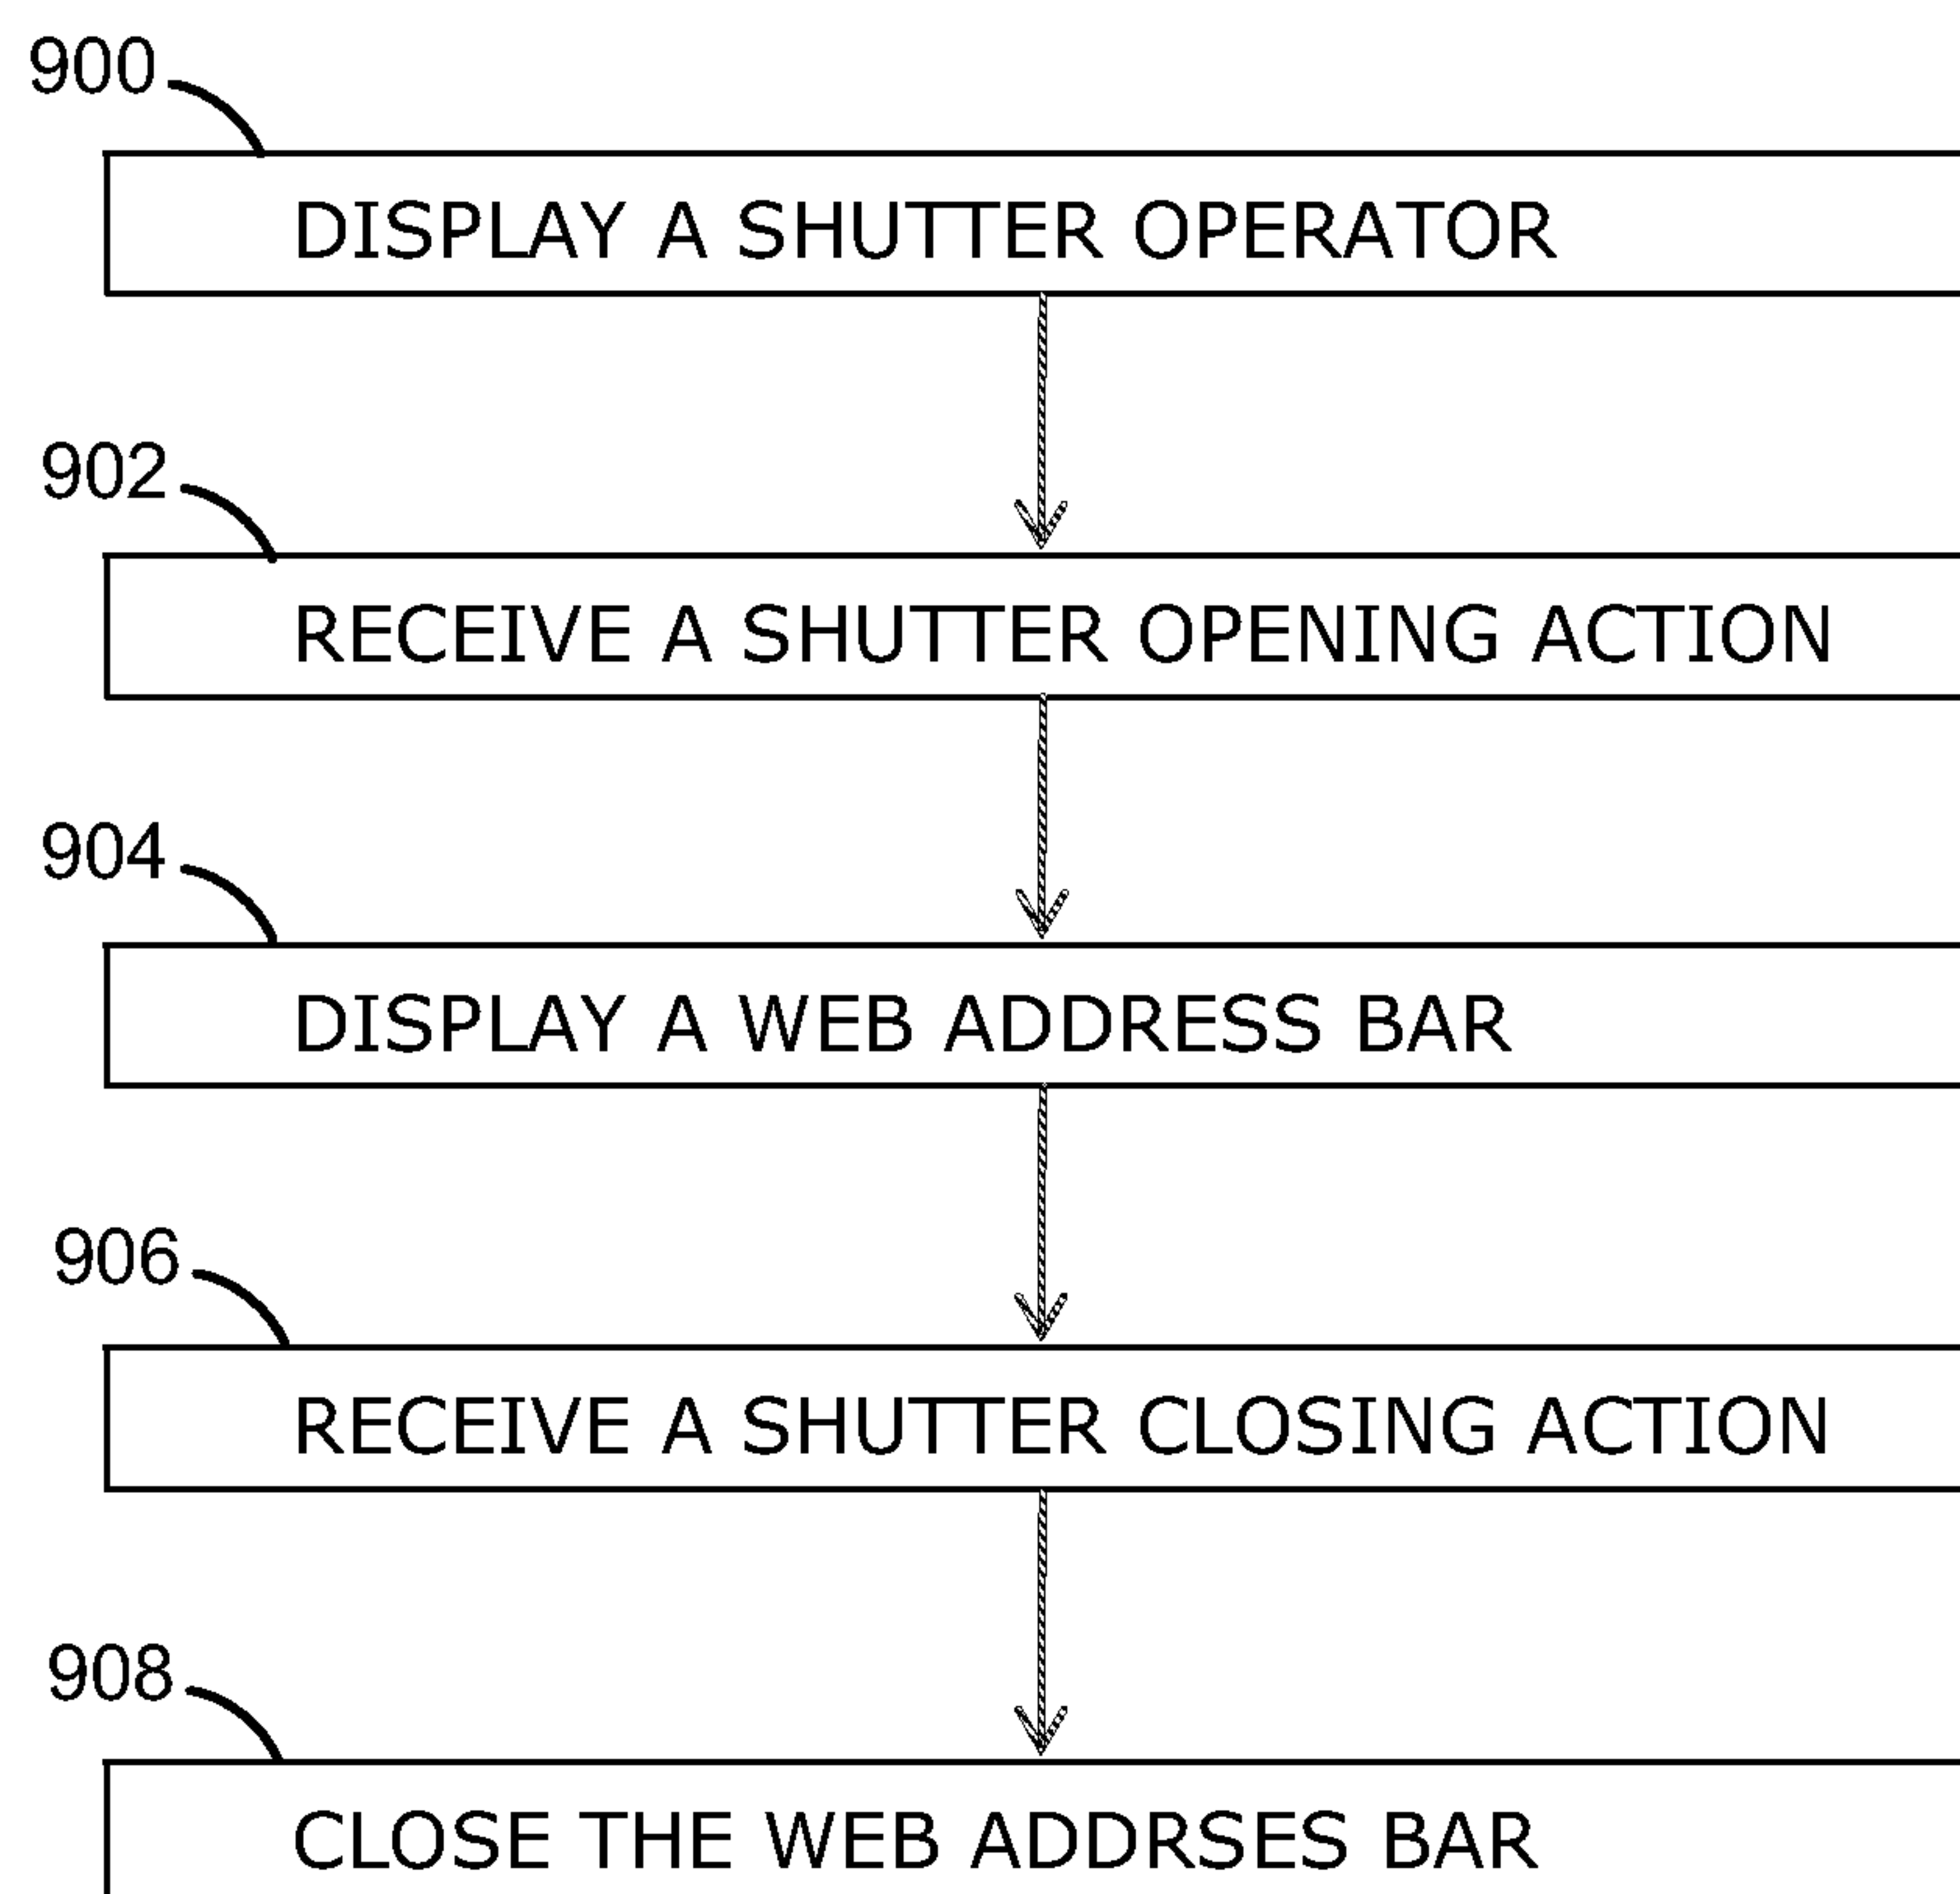 900
DISPLAY A SHUTTER OPERATOR
902
RECEIVE A SHUTTER OPENING ACTION
904
DISPLAY A WEB ADDRESS BAR
906
RECEIVE A SHUTTER CLOSING ACTION
908
CLOSE THE WEB ADDRSES BAR